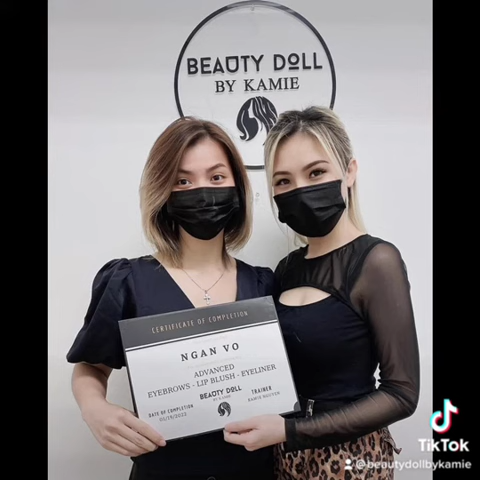 BEAUTY DOLL
BY KAMIE
CERTIFICATE OF COMPLETION
NGAN VO
ADVANCED
EYEBROWS - LIP BLUSH - EYELINER
BEAUTY DOLL
BY KAMIE
DATE OF COMPLETION
TRAINER
KAMIE NGUYEN
TikTok
@beautydollbykamie